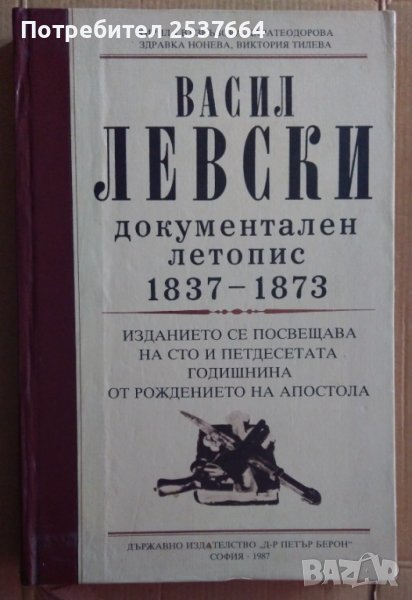 Потребител 2537664
ЗДРАВКА НОНЕВА, ВИКТОРИЯ ТИЛЕВА
ВАСИЛ
ЛЕВСКИ
документален
летопис
1837-1873
ИЗДАНИЕТО СЕ ПОСВЕЩАВА
НА СТО И ПЕТДЕСЕТАТА
ГОДИШНИНА
ОТ РОЖДЕНИЕТО НА АПОСТОЛА
ДЪРЖАВНО ИЗДАТЕЛСТВО „Д-Р ПЕТЪР БЕРОН"
СОФИЯ · 1987
BAZAR